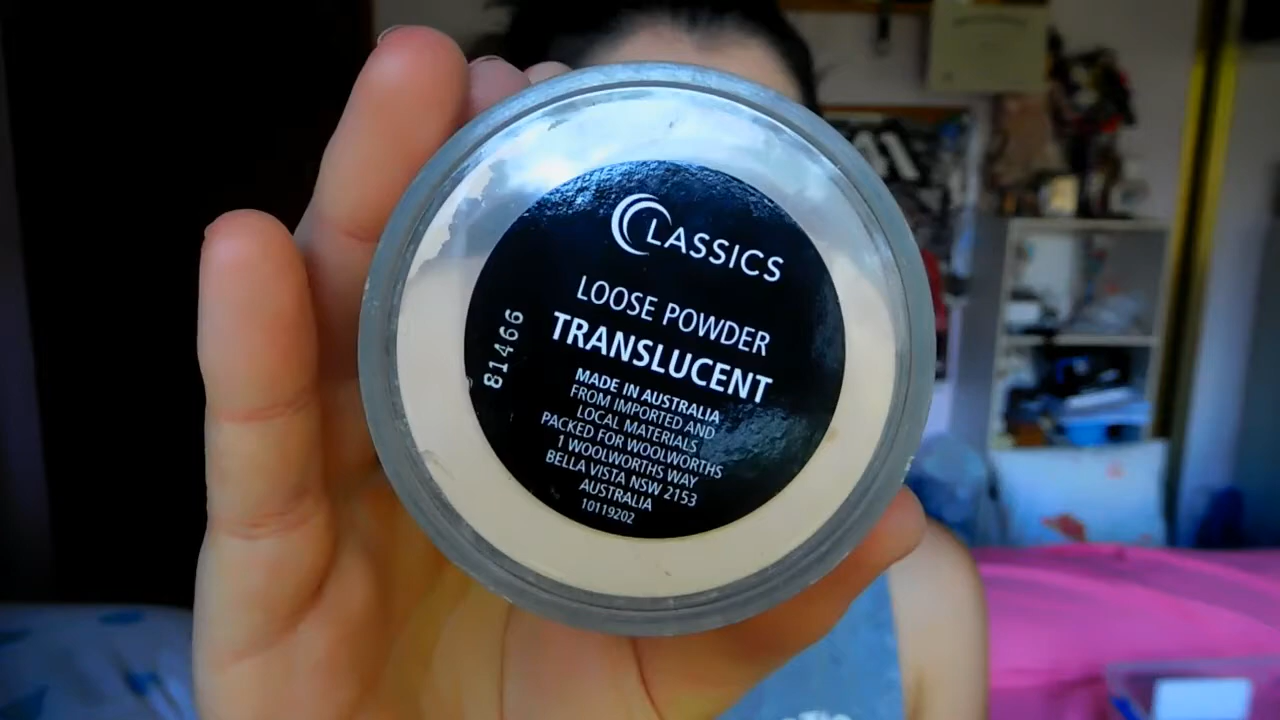 CLASSICS
LOOSE POWDER
TRANSLUCENT
MADE IN AUSTRALIA
FROM IMPORTED AND
LOCAL MATERIALS
PACKED FOR WOOLWORTHS
1 WOOLWORTHS WAY
BELLA VISTA NSW 2153
AUSTRALIA
10119202
81466